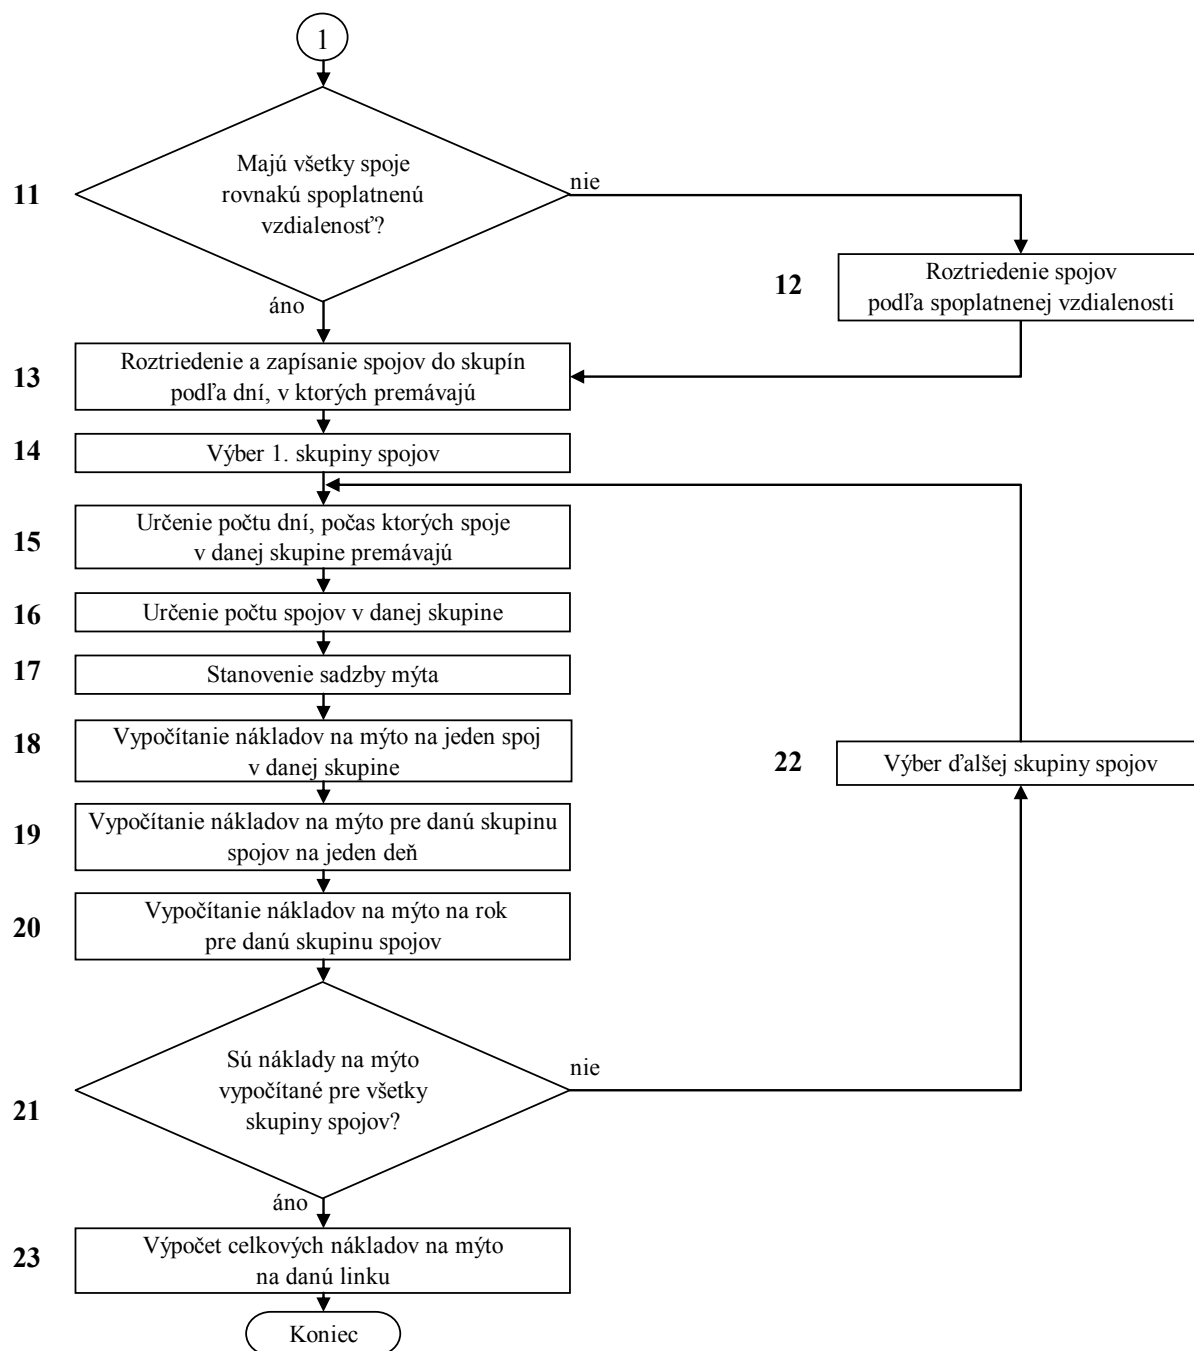 1
11
Majú všetky spoje
rovnakú spoplatnenú
vzdialenosť?
nie
áno
12
Roztriedenie spojov
podľa spoplatnenej vzdialenosti
13
Roztriedenie a zapísanie spojov do skupín
podľa dní, v ktorých premávajú
14
Výber 1. skupiny spojov
15
Určenie počtu dní, počas ktorých spoje
v danej skupine premávajú
16
Určenie počtu spojov v danej skupine
17
Stanovenie sadzby mýta
18
Vypočítanie nákladov na mýto na jeden spoj
v danej skupine
22
Výber ďalšej skupiny spojov
19
Vypočítanie nákladov na mýto pre danú skupinu
spojov na jeden deň
20
Vypočítanie nákladov na mýto na rok
pre danú skupinu spojov
21
Sú náklady na mýto
vypočítané pre všetky
skupiny spojov?
nie
áno
23
Výpočet celkových nákladov na mýto
na danú linku
Koniec